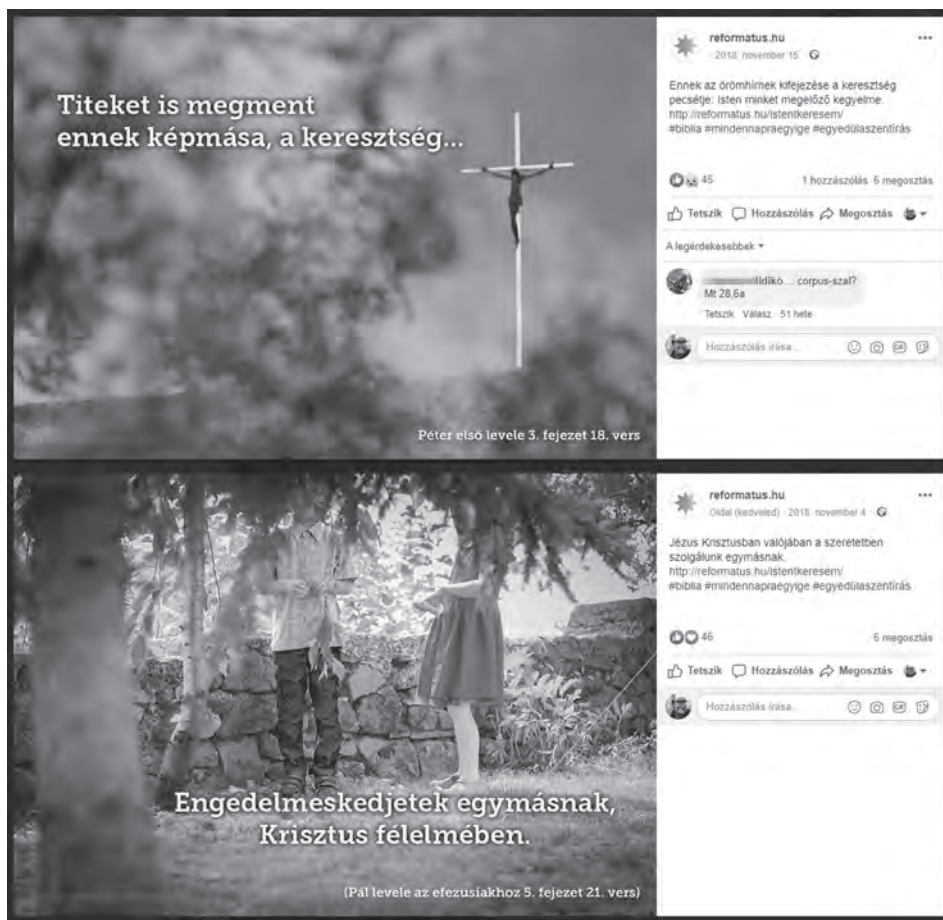 Titeket is megment
ennek képmása, a keresztség...
Péter első levele 3. fejezet 18. vers
reformatus.hu
2018. november 15.
Ennek az örömhírnek kifejezése a keresztség
pecsétje: Isten minket megelőző kegyelme.
http://reformatus.hu/istentkeresem/
#biblia #mindennapraegyige #egyedülaszentírás
45
1 hozzászólás 6 megosztás
Tetszik Hozzászólás Megosztás
A legérdekesebbek
Ildikó ... corpus-szal?
Mt 28,6a
Tetszik Válasz 51 hete
Hozzászólás írása...
GIF
Engedelmeskedjetek egymásnak,
Krisztus félelmében.
(Pál levele az efezusiakhoz 5. fejezet 21. vers)
reformatus.hu
Oldal (kedveled) · 2018. november 4.
Jézus Krisztusban valójában a szeretetben
szolgálunk egymásnak.
http://reformatus.hu/istentkeresem/
#biblia #mindennapraegyige #egyedülaszentírás
46
6 megosztás
Tetszik Hozzászólás Megosztás
Hozzászólás írása...
GIF